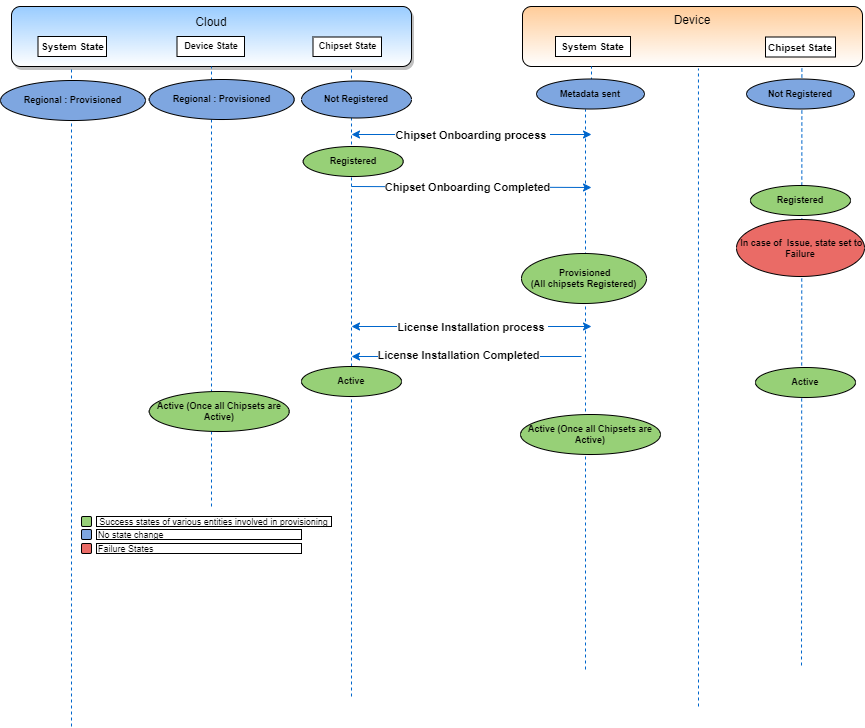 Cloud
Device
System State
Device State
Chipset State
System State
Chipset State
Regional : Provisioned
Regional : Provisioned
Not Registered
Metadata sent
Not Registered
Chipset Onboarding process
Registered
Chipset Onboarding Completed
Registered
In case of Issue, state set to
Failure
Provisioned
(All chipsets Registered)
License Installation process
License Installation Completed
Active
Active
Active (Once all Chipsets are
Active)
Active (Once all Chipsets are
Active)
Success states of various entities involved in provisioning
No state change
Failure States